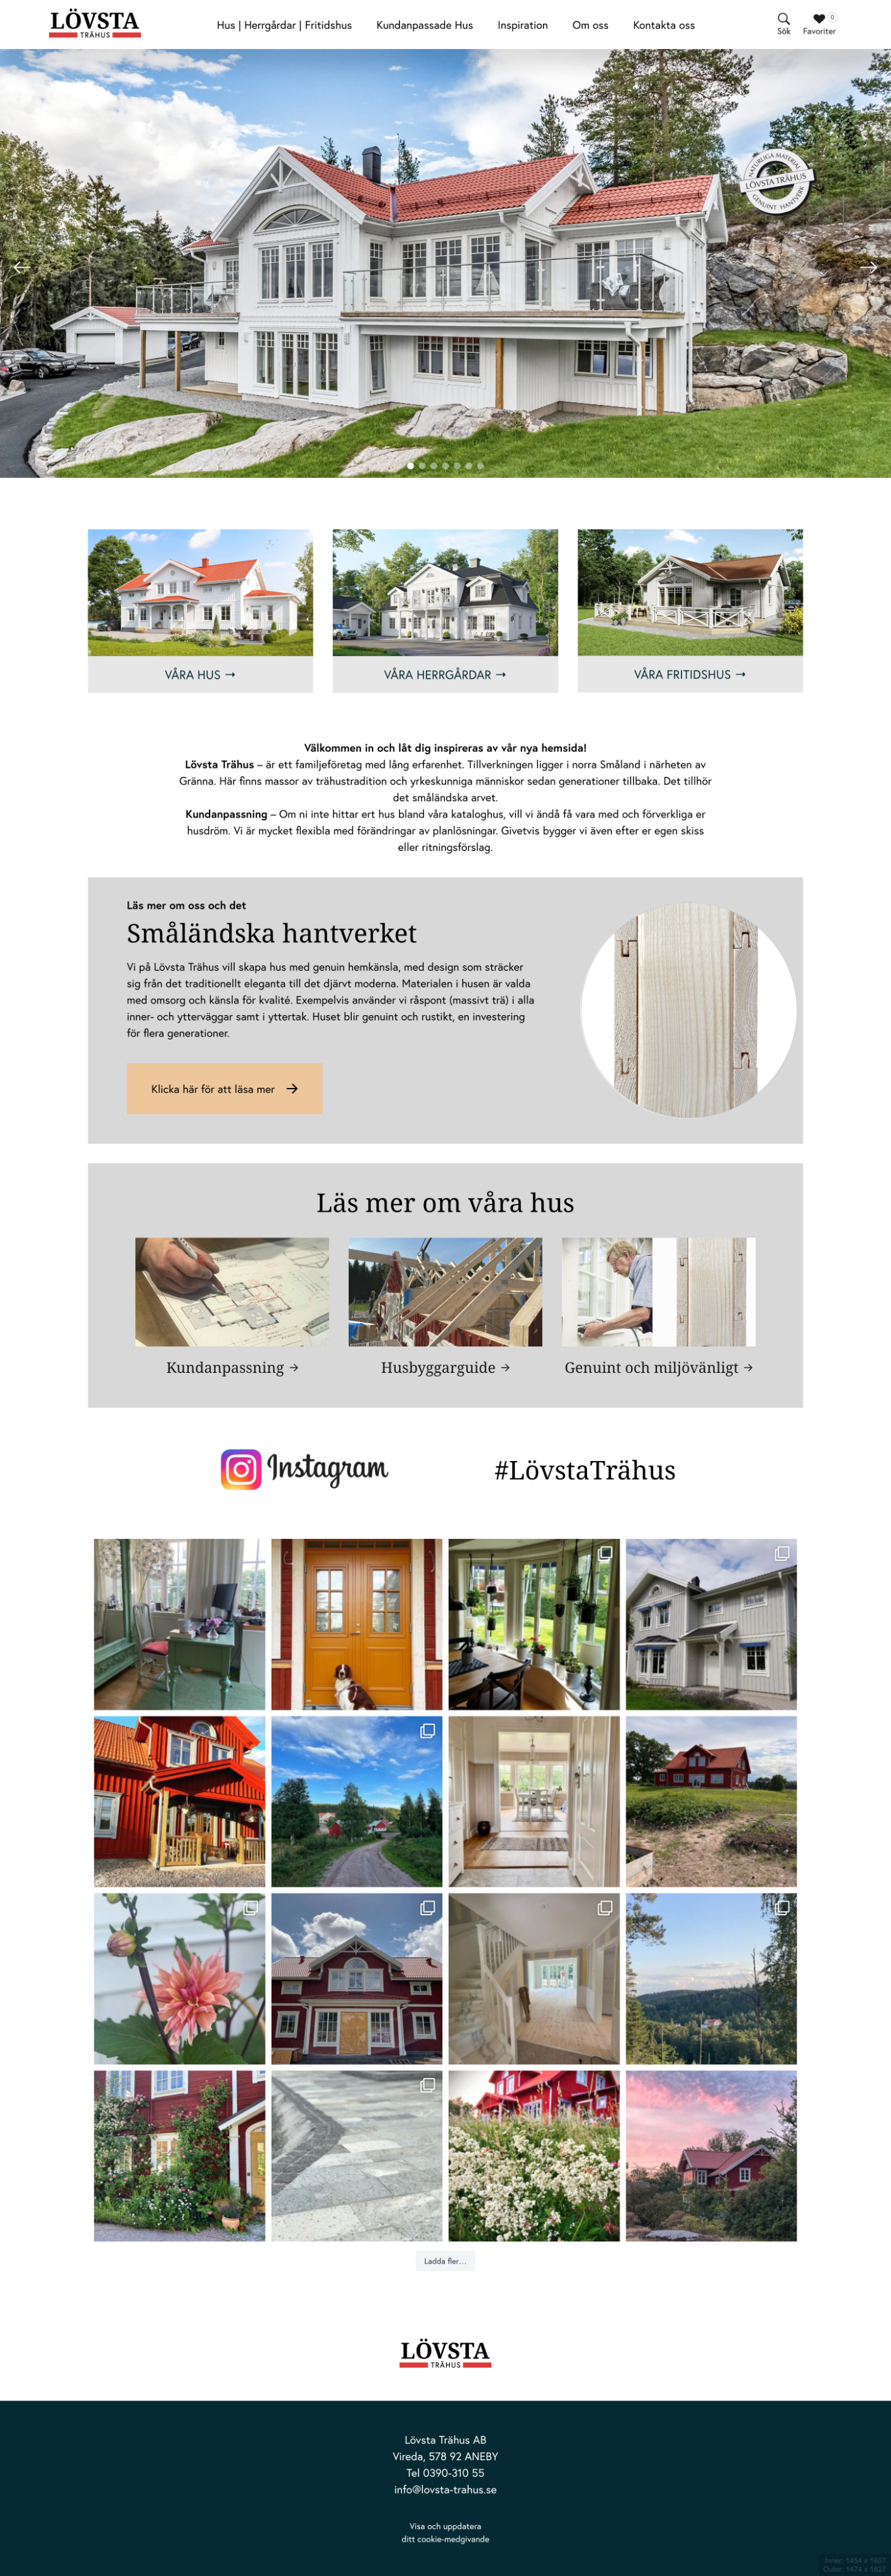 LÖVSTA
TRÄHUS
Hus | Herrgårdar | Fritidshus
Kundanpassade Hus
Inspiration
Om oss
Kontakta oss
Sök
0
Favoriter
NATURLIGA MATERIAL
LÖVSTA TRÄHUS
GENUINT HANTVERK
VÅRA HUS →
VÅRA HERRGÅRDAR →
VÅRA FRITIDSHUS →
Välkommen in och låt dig inspireras av vår nya hemsida!
Lövsta Trähus – är ett familjeföretag med lång erfarenhet. Tillverkningen ligger i norra Småland i närheten av
Gränna. Här finns massor av trähustradition och yrkeskunniga människor sedan generationer tillbaka. Det tillhör
det småländska arvet.
Kundanpassning – Om ni inte hittar ert hus bland våra kataloghus, vill vi ändå få vara med och förverkliga er
husdröm. Vi är mycket flexibla med förändringar av planlösningar. Givetvis bygger vi även efter er egen skiss
eller ritningsförslag.
Läs mer om oss och det
Småländska hantverket
Vi på Lövsta Trähus vill skapa hus med genuin hemkänsla, med design som sträcker
sig från det traditionellt eleganta till det djärvt moderna. Materialen i husen är valda
med omsorg och känsla för kvalité. Exempelvis använder vi råspont (massivt trä) i alla
inner- och ytterväggar samt i yttertak. Huset blir genuint och rustikt, en investering
för flera generationer.
Klicka här för att läsa mer →
Läs mer om våra hus
Kundanpassning →
Husbyggarguide →
Genuint och miljövänligt →
Instagram
#LövstaTrähus
Ladda fler…
LÖVSTA
TRÄHUS
Lövsta Trähus AB
Vireda, 578 92 ANEBY
Tel 0390-310 55
info@lovsta-trahus.se
Visa och uppdatera
ditt cookie-medgivande